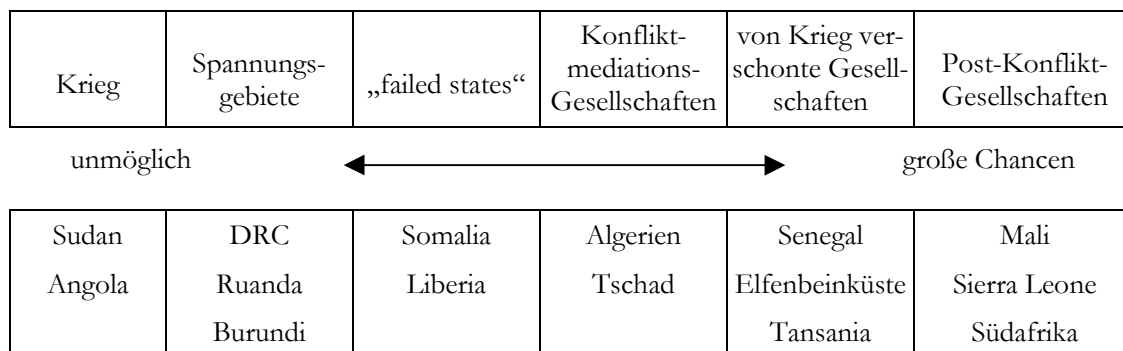 Krieg
Spannungs-
gebiete
„failed states“
Konflikt-
mediations-
Gesellschaften
von Krieg ver-
schonte Gesell-
schaften
Post-Konflikt-
Gesellschaften
unmöglich
große Chancen
Sudan
Angola
DRC
Ruanda
Burundi
Somalia
Liberia
Algerien
Tschad
Senegal
Elfenbeinküste
Tansania
Mali
Sierra Leone
Südafrika